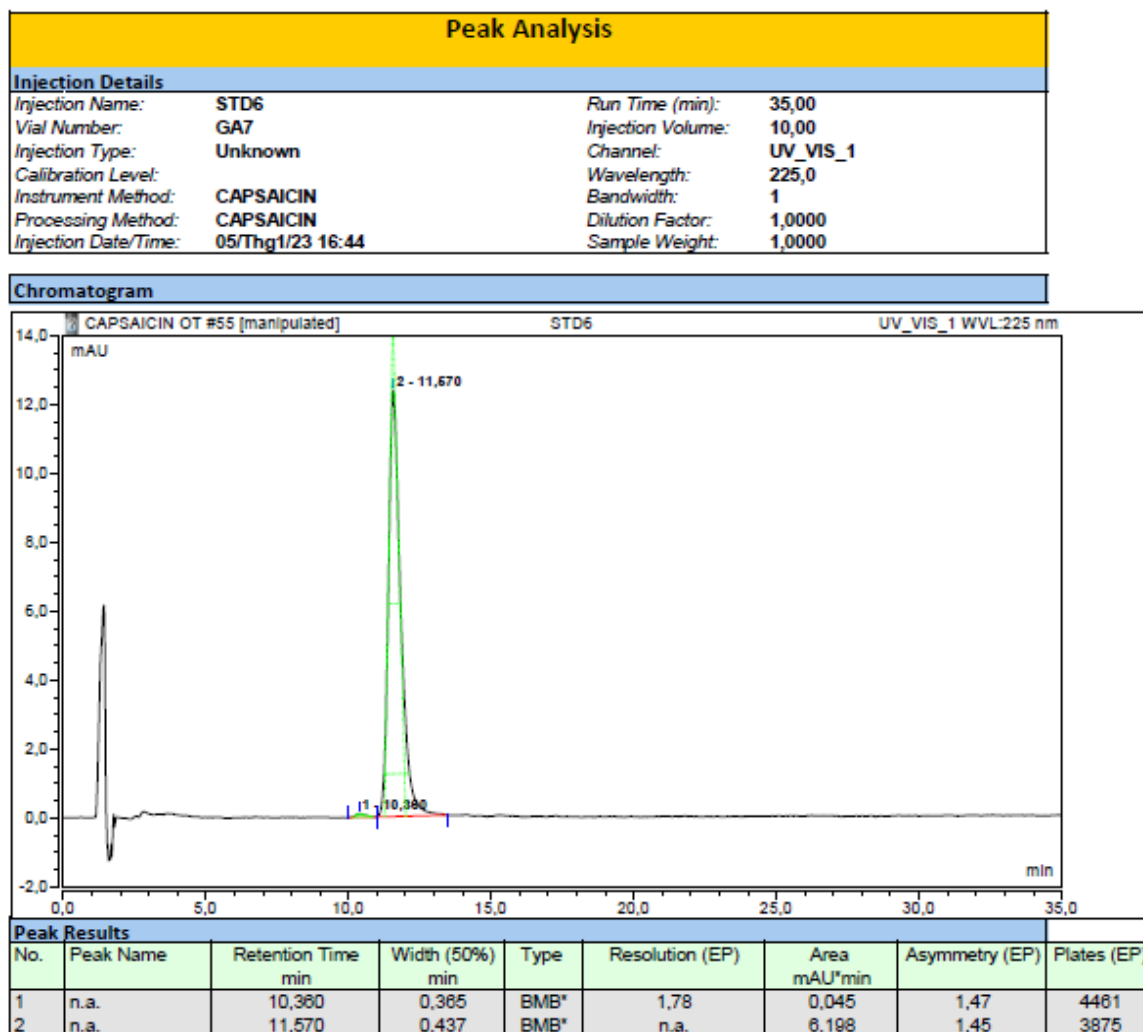 Peak Analysis
Injection Details
Injection Name: STD6 Run Time (min): 35,00
Vial Number: GA7 Injection Volume: 10,00
Injection Type: Unknown Channel: UV_VIS_1
Calibration Level: Wavelength: 225,0
Instrument Method: CAPSAICIN Bandwidth: 1
Processing Method: CAPSAICIN Dilution Factor: 1,0000
Injection Date/Time: 05/Thg1/23 16:44 Sample Weight: 1,0000
Chromatogram
CAPSAICIN OT #55 [manipulated] STD6 UV_VIS_1 WVL:225 nm
14,0
mAU
2 - 11,570
12,0
10,0
8,0
6,0
4,0
2,0
1 - 10,360
0,0
min
-2,0
0,0 5,0 10,0 15,0 20,0 25,0 30,0 35,0
Peak Results
No. Peak Name Retention Time Width (50%) Type Resolution (EP) Area Asymmetry (EP) Plates (EP)
min min mAU*min
1 n.a. 10,360 0,365 BMB* 1,78 0,045 1,47 4461
2 n.a. 11,570 0,437 BMB* n.a. 6,198 1,45 3875